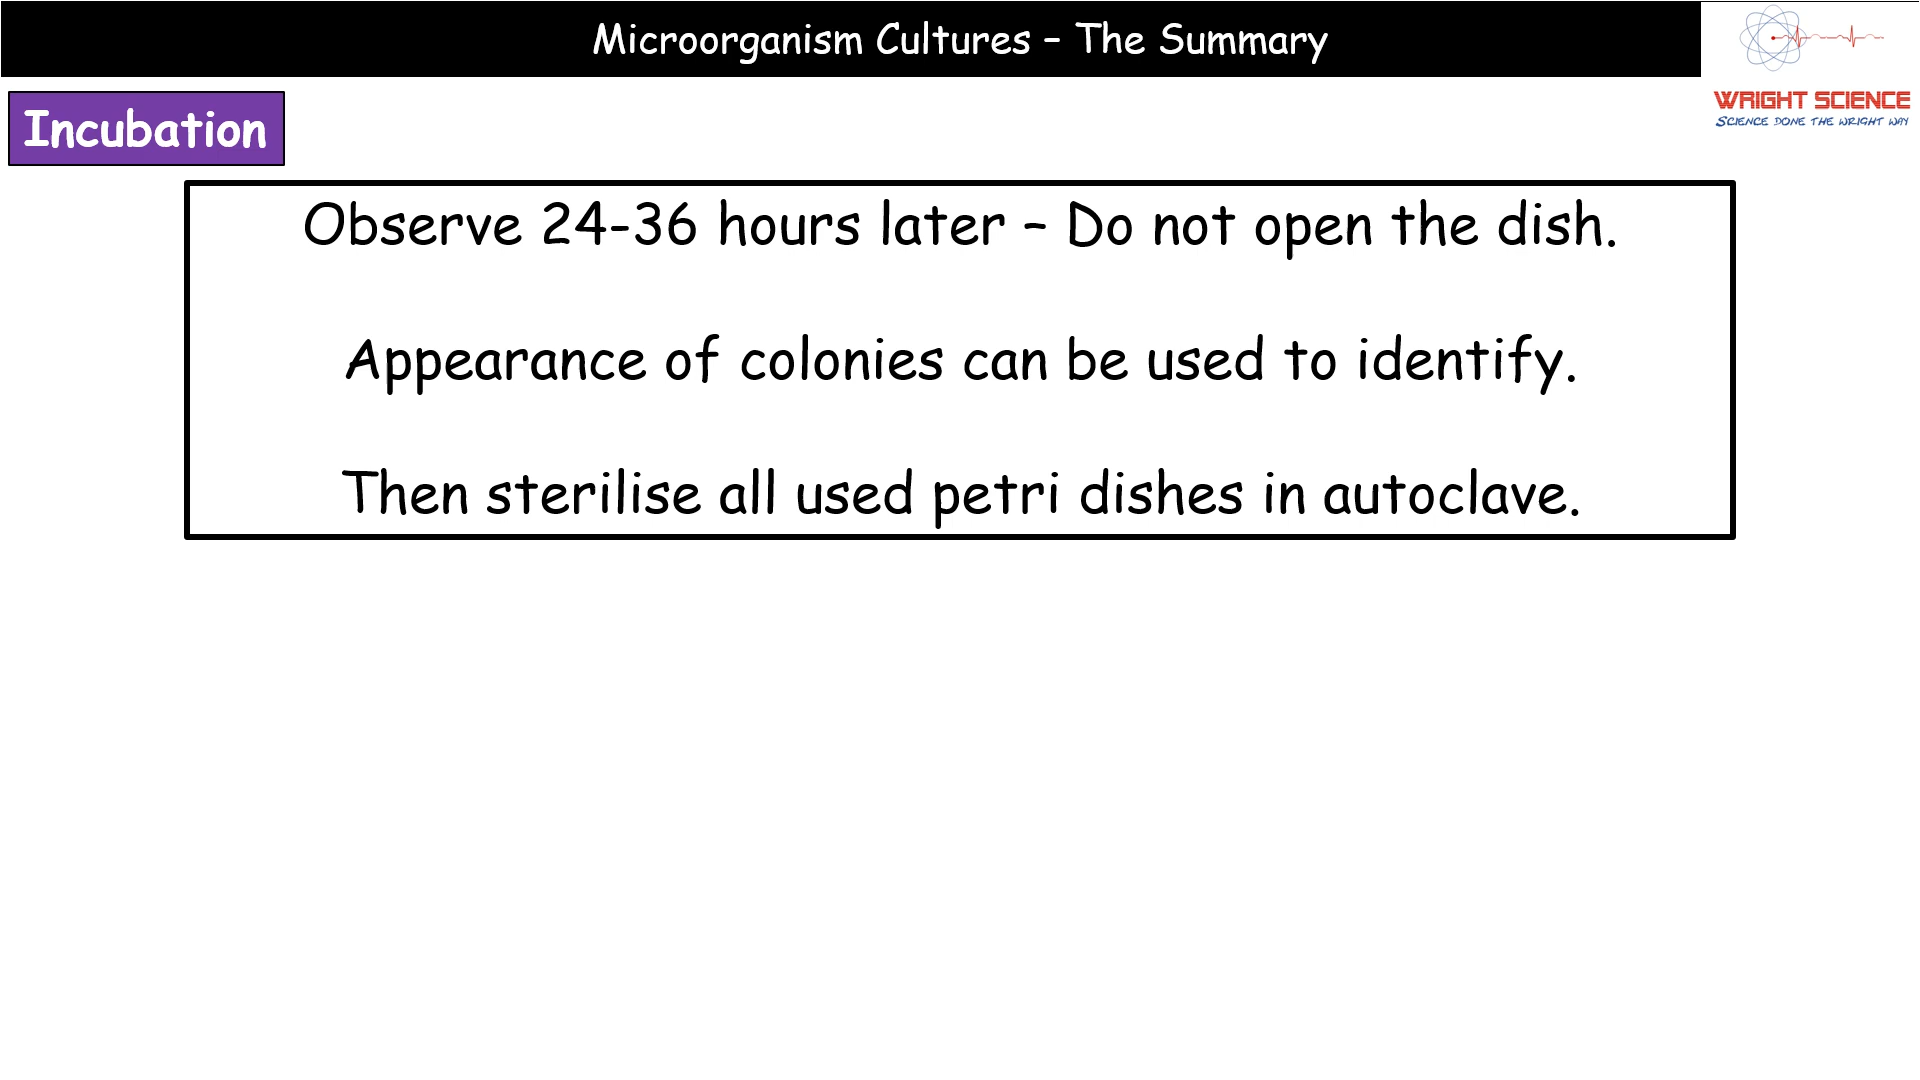 Microorganism Cultures – The Summary
WRIGHT SCIENCE
SCIENCE DONE THE WRIGHT WAY
Incubation
Observe 24-36 hours later – Do not open the dish.
Appearance of colonies can be used to identify.
Then sterilise all used petri dishes in autoclave.